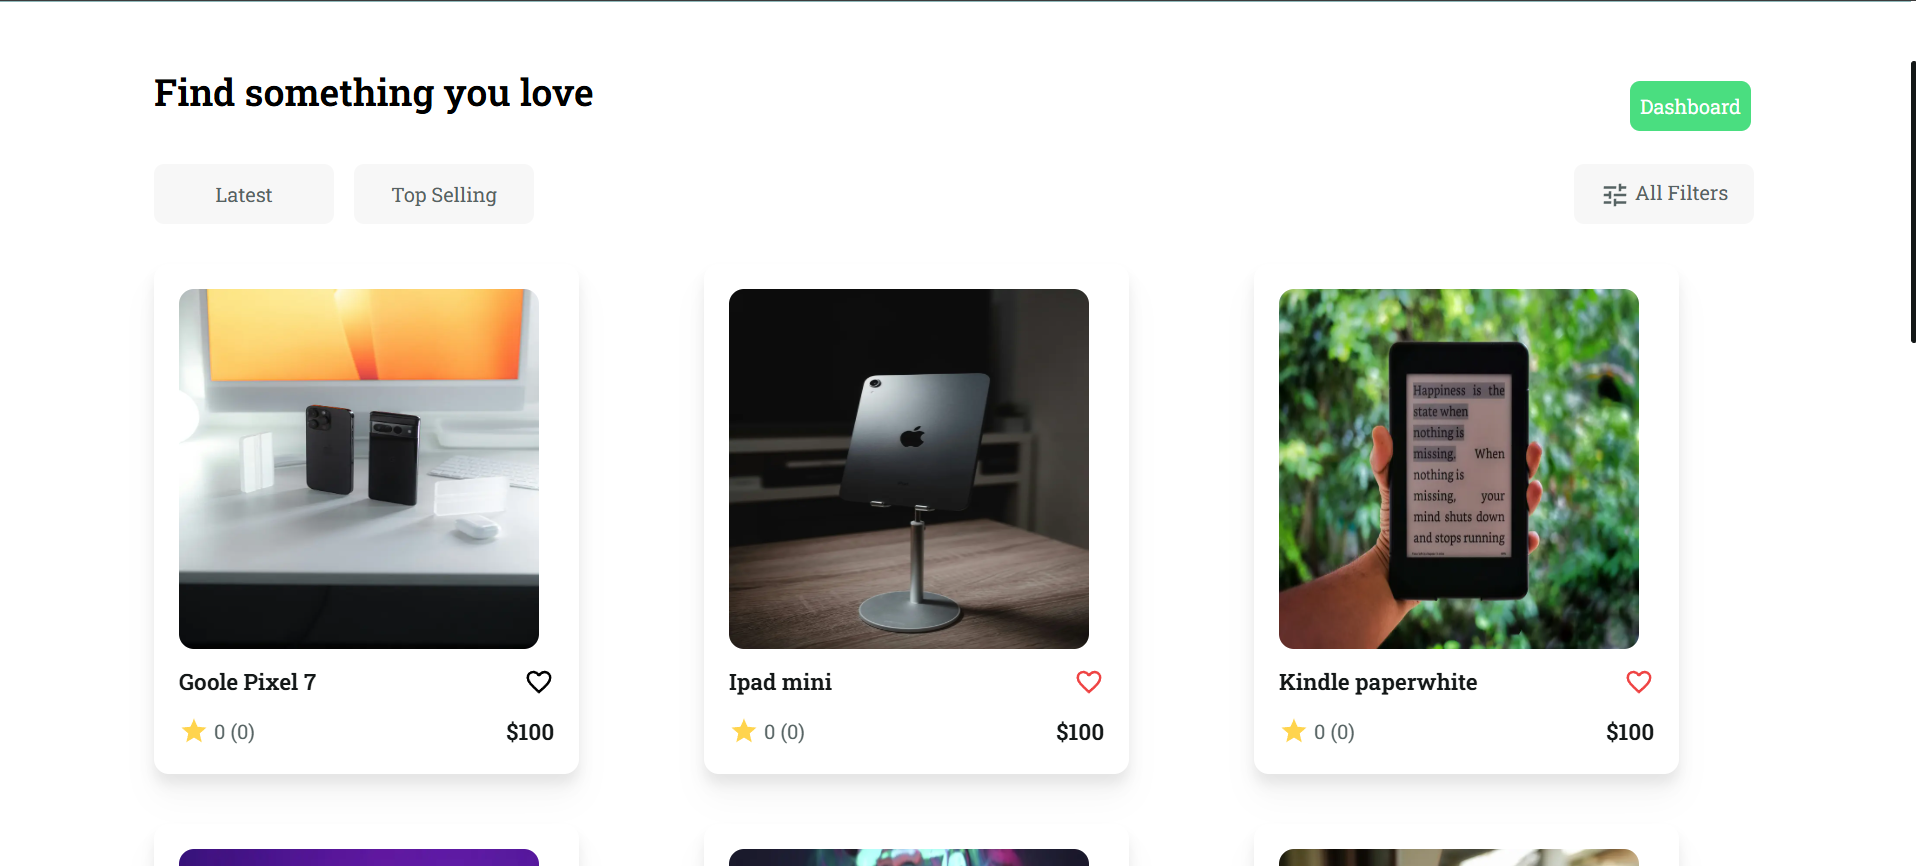 Find something you love
Dashboard
Latest
Top Selling
All Filters
Happiness is the
state when
nothing is
missing. When
nothing is
missing, your
mind shuts down
and stops running
Goole Pixel 7
Ipad mini
Kindle paperwhite
0 (0)
$100
0 (0)
$100
0 (0)
$100